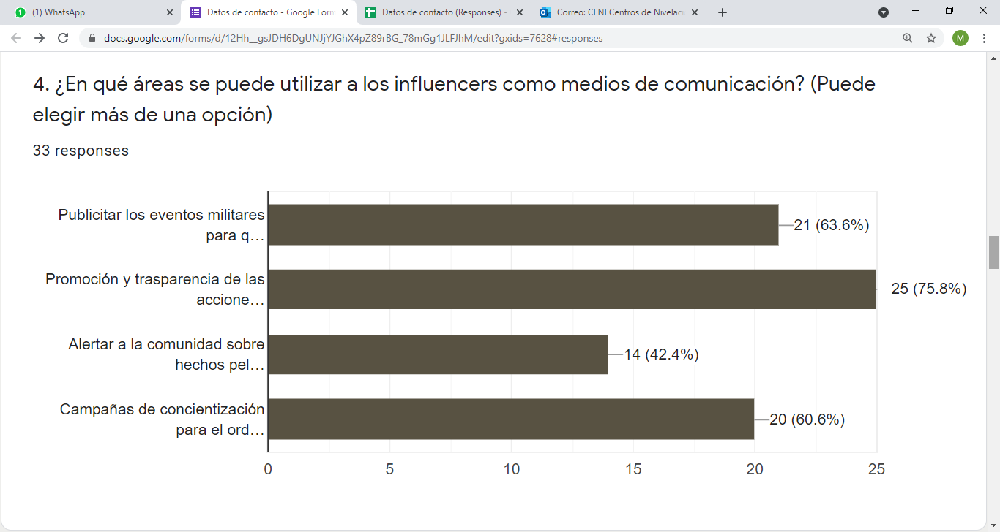 (1) WhatsApp
Datos de contacto - Google Form
Datos de contacto (Responses) -
Correo: CENI Centros de Nivelaci
docs.google.com/forms/d/12Hh__gsJDH6DgUNJjYJGhX4pZ89rBG_78mGg1JLFJhM/edit?gxids=7628#responses
M
4. ¿En qué áreas se puede utilizar a los influencers como medios de comunicación? (Puede
elegir más de una opción)
33 responses
Publicitar los eventos militares
para q…
21 (63.6%)
Promoción y trasparencia de las
accione…
25 (75.8%)
Alertar a la comunidad sobre
hechos pel…
14 (42.4%)
Campañas de concientización
para el ord…
20 (60.6%)
0 5 10 15 20 25